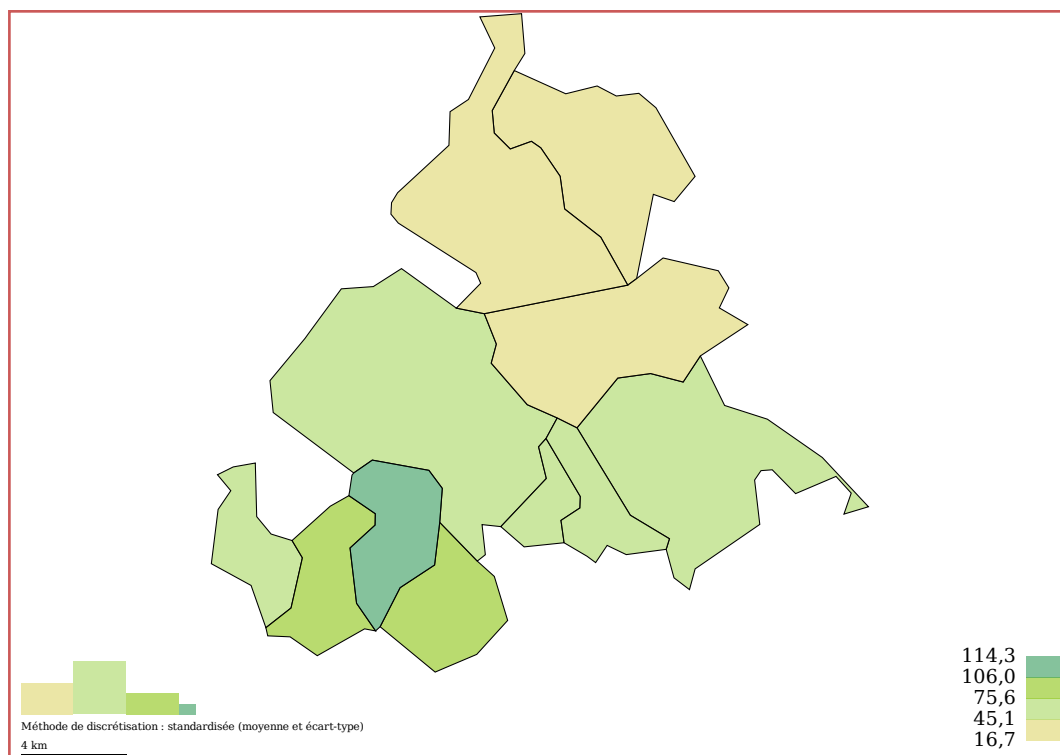 114,3
106,0
75,6
45,1
16,7
Méthode de discrétisation : standardisée (moyenne et écart-type)
4 km